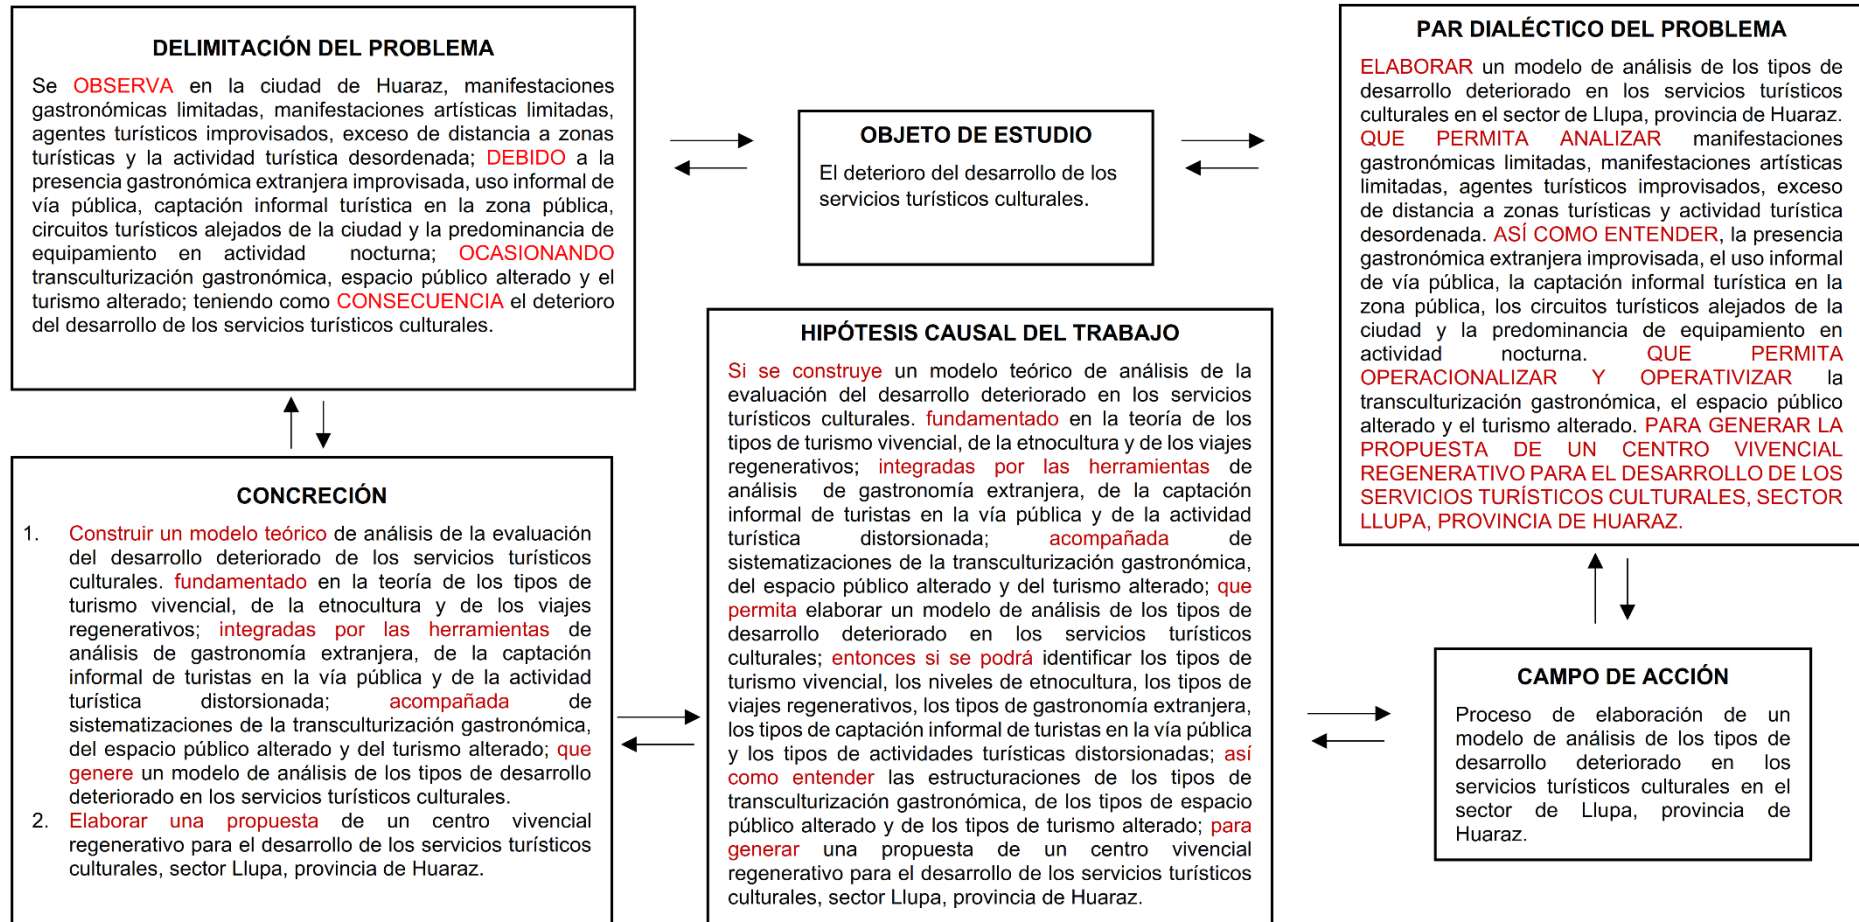 DELIMITACIÓN DEL PROBLEMA
Se OBSERVA en la ciudad de Huaraz, manifestaciones
gastronómicas limitadas, manifestaciones artísticas limitadas,
agentes turísticos improvisados, exceso de distancia a zonas
turísticas y la actividad turística desordenada; DEBIDO a la
presencia gastronómica extranjera improvisada, uso informal de
vía pública, captación informal turística en la zona pública,
circuitos turísticos alejados de la ciudad y la predominancia de
equipamiento en actividad nocturna; OCASIONANDO
transculturización gastronómica, espacio público alterado y el
turismo alterado; teniendo como CONSECUENCIA el deterioro
del desarrollo de los servicios turísticos culturales.
OBJETO DE ESTUDIO
El deterioro del desarrollo de los
servicios turísticos culturales.
PAR DIALÉCTICO DEL PROBLEMA
ELABORAR un modelo de análisis de los tipos de
desarrollo deteriorado en los servicios turísticos
culturales en el sector de Llupa, provincia de Huaraz.
QUE PERMITA ANALIZAR manifestaciones
gastronómicas limitadas, manifestaciones artísticas
limitadas, agentes turísticos improvisados, exceso
de distancia a zonas turísticas y actividad turística
desordenada. ASÍ COMO ENTENDER, la presencia
gastronómica extranjera improvisada, el uso informal
de vía pública, la captación informal turística en la
zona pública, los circuitos turísticos alejados de la
ciudad y la predominancia de equipamiento en
actividad nocturna. QUE PERMITA
OPERACIONALIZAR Y OPERATIVIZAR la
transculturización gastronómica, el espacio público
alterado y el turismo alterado. PARA GENERAR LA
PROPUESTA DE UN CENTRO VIVENCIAL
REGENERATIVO PARA EL DESARROLLO DE LOS
SERVICIOS TURÍSTICOS CULTURALES, SECTOR
LLUPA, PROVINCIA DE HUARAZ.
CONCRECIÓN
1. Construir un modelo teórico de análisis de la evaluación
del desarrollo deteriorado de los servicios turísticos
culturales. fundamentado en la teoría de los tipos de
turismo vivencial, de la etnocultura y de los viajes
regenerativos; integradas por las herramientas de
análisis de gastronomía extranjera, de la captación
informal de turistas en la vía pública y de la actividad
turística distorsionada; acompañada de
sistematizaciones de la transculturización gastronómica,
del espacio público alterado y del turismo alterado; que
genere un modelo de análisis de los tipos de desarrollo
deteriorado en los servicios turísticos culturales.
2. Elaborar una propuesta de un centro vivencial
regenerativo para el desarrollo de los servicios turísticos
culturales, sector Llupa, provincia de Huaraz.
HIPÓTESIS CAUSAL DEL TRABAJO
Si se construye un modelo teórico de análisis de la
evaluación del desarrollo deteriorado en los servicios
turísticos culturales. fundamentado en la teoría de los
tipos de turismo vivencial, de la etnocultura y de los viajes
regenerativos; integradas por las herramientas de
análisis de gastronomía extranjera, de la captación
informal de turistas en la vía pública y de la actividad
turística distorsionada; acompañada de
sistematizaciones de la transculturización gastronómica,
del espacio público alterado y del turismo alterado; que
permita elaborar un modelo de análisis de los tipos de
desarrollo deteriorado en los servicios turísticos
culturales; entonces si se podrá identificar los tipos de
turismo vivencial, los niveles de etnocultura, los tipos de
viajes regenerativos, los tipos de gastronomía extranjera,
los tipos de captación informal de turistas en la vía pública
y los tipos de actividades turísticas distorsionadas; así
como entender las estructuraciones de los tipos de
transculturización gastronómica, de los tipos de espacio
público alterado y de los tipos de turismo alterado; para
generar una propuesta de un centro vivencial
regenerativo para el desarrollo de los servicios turísticos
culturales, sector Llupa, provincia de Huaraz.
CAMPO DE ACCIÓN
Proceso de elaboración de un
modelo de análisis de los tipos de
desarrollo deteriorado en los
servicios turísticos culturales en el
sector de Llupa, provincia de
Huaraz.